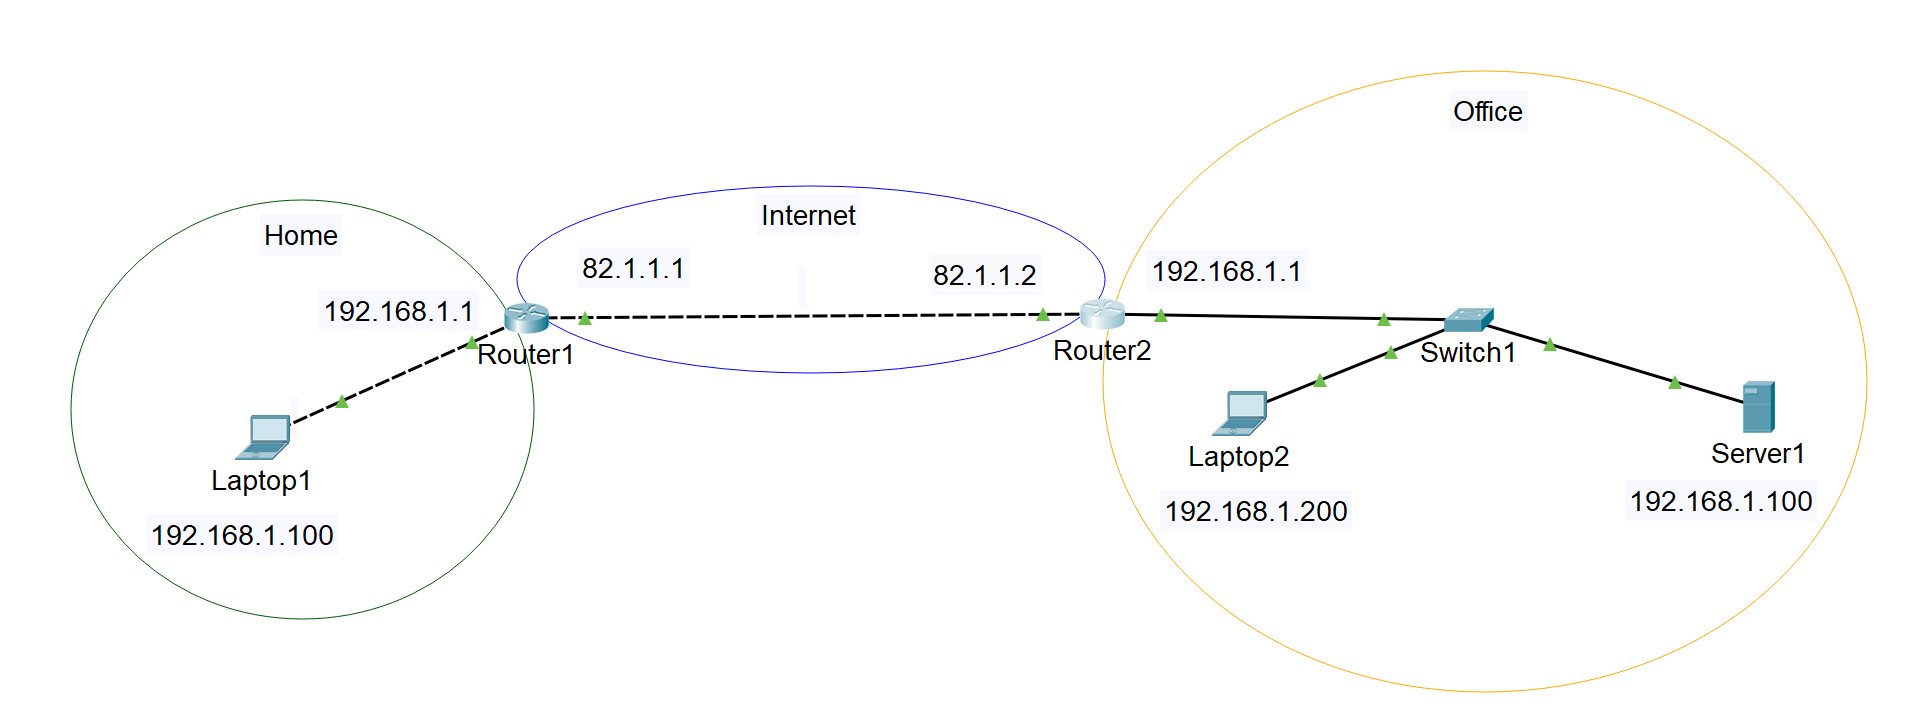 Office
Internet
Home
82.1.1.1
82.1.1.2
192.168.1.1
192.168.1.1
Router1
Router2
Switch1
Laptop1
Laptop2
Server1
192.168.1.100
192.168.1.200
192.168.1.100